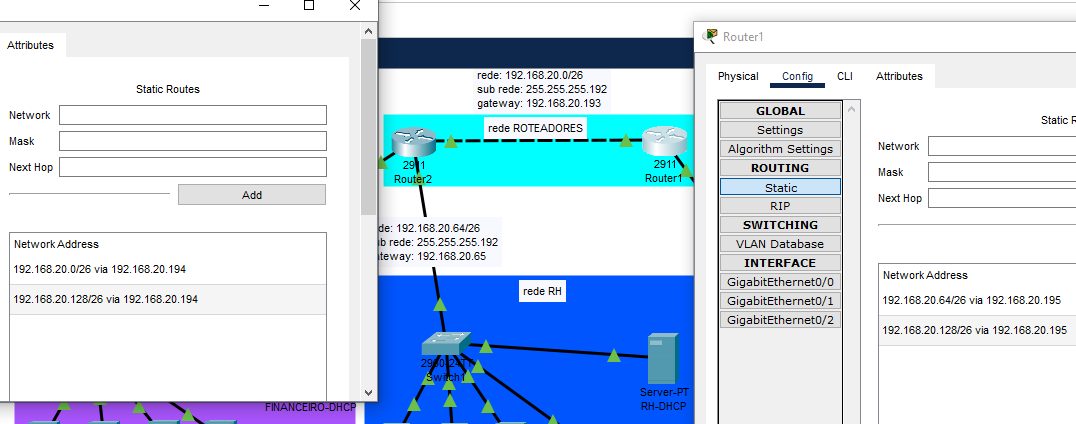 Attributes
Static Routes
Network
Mask
Next Hop
Add
Network Address
192.168.20.0/26 via 192.168.20.194
192.168.20.128/26 via 192.168.20.194
rede: 192.168.20.0/26
sub rede: 255.255.255.192
gateway: 192.168.20.193
rede ROTEADORES
2911
Router2
2911
Router1
de: 192.168.20.64/26
ub rede: 255.255.255.192
ateway: 192.168.20.65
rede RH
2960-24TT
Switch1
Server-PT
RH-DHCP
FINANCEIRO-DHCP
Router1
Physical Config CLI Attributes
GLOBAL
Settings
Algorithm Settings
ROUTING
Static
RIP
SWITCHING
VLAN Database
INTERFACE
GigabitEthernet0/0
GigabitEthernet0/1
GigabitEthernet0/2
Static R
Network
Mask
Next Hop
Network Address
192.168.20.64/26 via 192.168.20.195
192.168.20.128/26 via 192.168.20.195